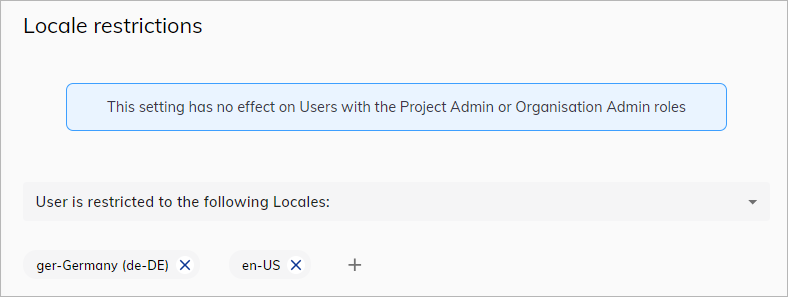 Locale restrictions
This setting has no effect on Users with the Project Admin or Organisation Admin roles
User is restricted to the following Locales:
ger-Germany (de-DE) en-US